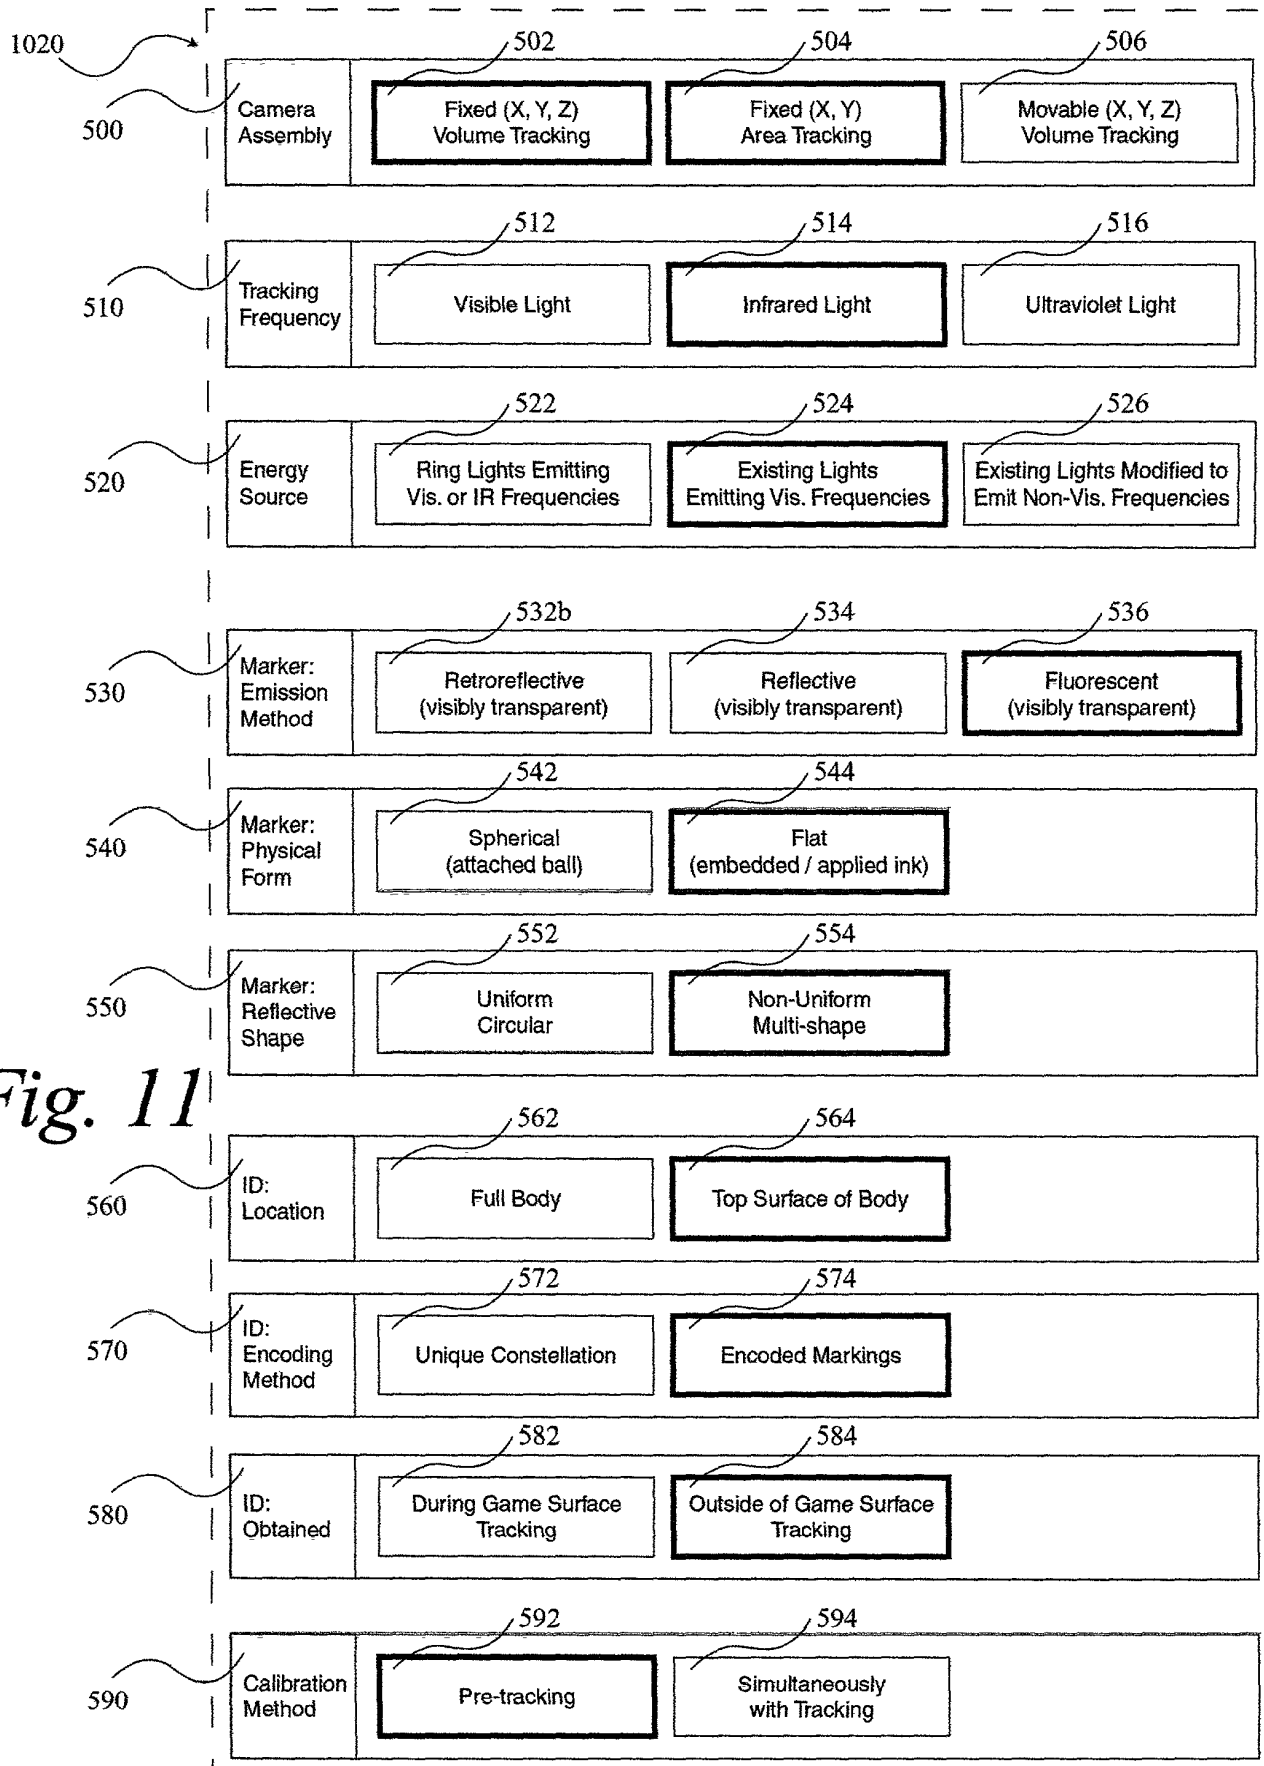 1020
502
504
506
500
Camera
Assembly
Fixed (X, Y, Z)
Volume Tracking
Fixed (X, Y)
Area Tracking
Movable (X, Y, Z)
Volume Tracking
512
514
516
510
Tracking
Frequency
Visible Light
Infrared Light
Ultraviolet Light
522
524
526
520
Energy
Source
Ring Lights Emitting
Vis. or IR Frequencies
Existing Lights
Emitting Vis. Frequencies
Existing Lights Modified to
Emit Non-Vis. Frequencies
532b
534
536
530
Marker:
Emission
Method
Retroreflective
(visibly transparent)
Reflective
(visibly transparent)
Fluorescent
(visibly transparent)
542
544
540
Marker:
Physical
Form
Spherical
(attached ball)
Flat
(embedded / applied ink)
552
554
550
Marker:
Reflective
Shape
Uniform
Circular
Non-Uniform
Multi-shape
Fig. 11
562
564
560
ID:
Location
Full Body
Top Surface of Body
572
574
570
ID:
Encoding
Method
Unique Constellation
Encoded Markings
582
584
580
ID:
Obtained
During Game Surface
Tracking
Outside of Game Surface
Tracking
592
594
590
Calibration
Method
Pre-tracking
Simultaneously
with Tracking